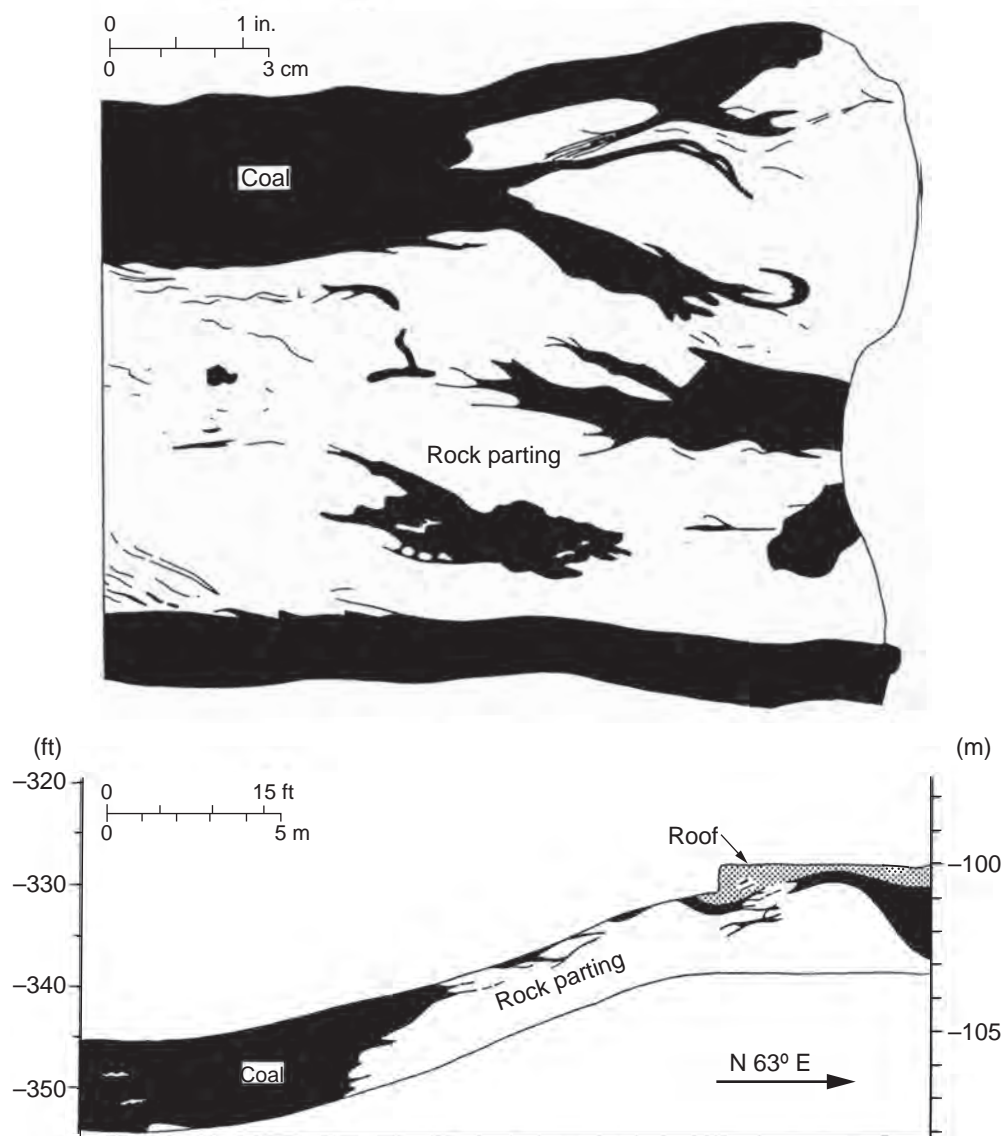 0 1 in.
0 3 cm
Coal
Rock parting
(ft) (m)
–320
0 15 ft
0 5 m
Roof
–100
–330
Rock parting
–340
–105
Coal
N 63º E
–350